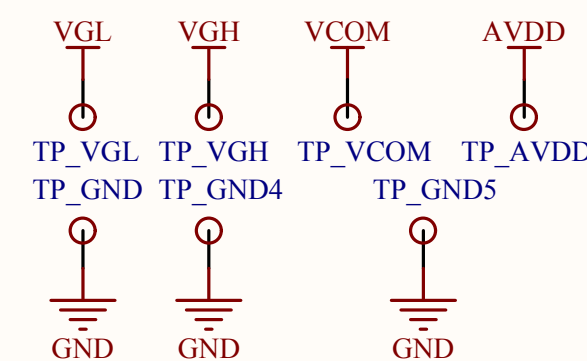 VGL VGH VCOM AVDD
TP_VGL TP_VGH TP_VCOM TP_AVDD
TP_GND TP_GND4 TP_GND5
GND GND GND